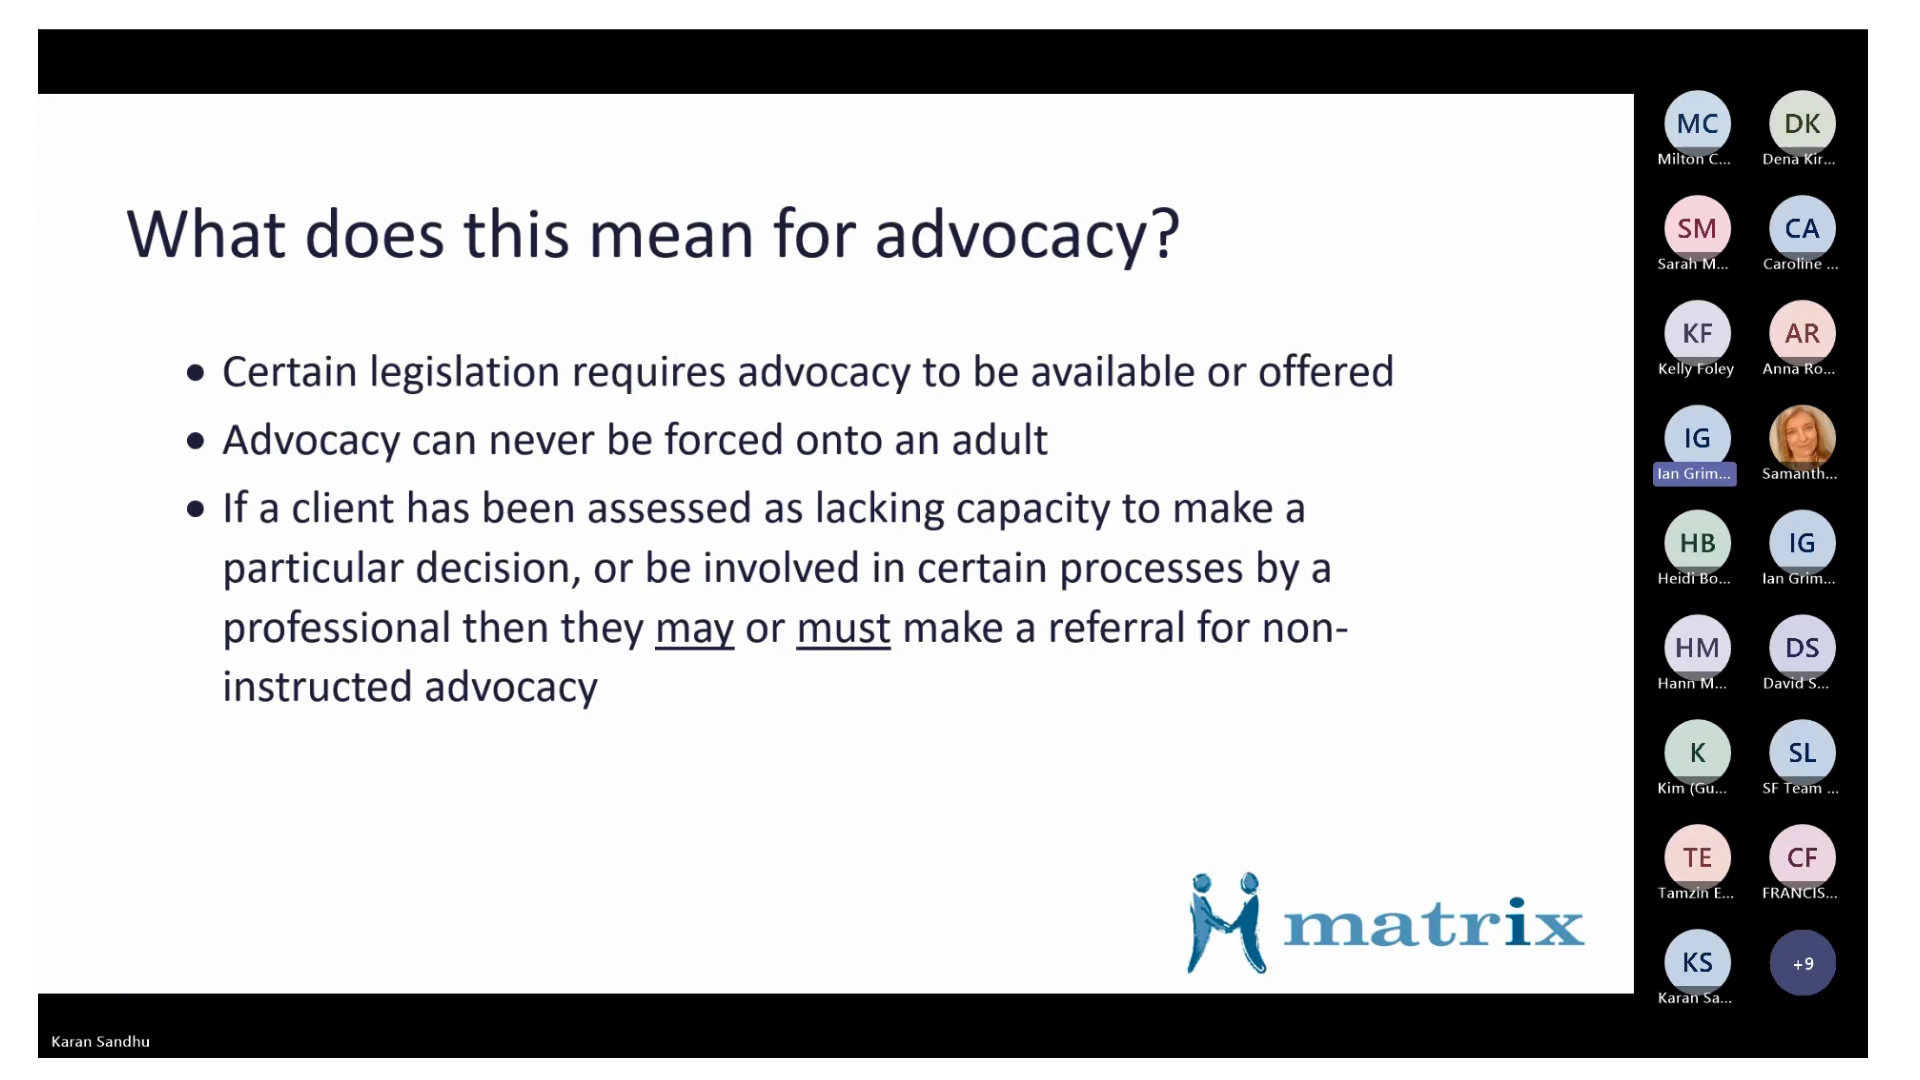 What does this mean for advocacy?
• Certain legislation requires advocacy to be available or offered
• Advocacy can never be forced onto an adult
• If a client has been assessed as lacking capacity to make a
particular decision, or be involved in certain processes by a
professional then they may or must make a referral for non-
instructed advocacy
matrix
MC
DK
Milton C...
Dena Kir...
SM
CA
Sarah M...
Caroline ...
KF
AR
Kelly Foley
Anna Ro...
IG
Ian Grim...
Samanth...
HB
IG
Heidi Bo...
Ian Grim...
HM
DS
Hann M...
David S...
K
SL
Kim (Gu...
SF Team ...
TE
CF
Tamzin E...
FRANCIS...
KS
+9
Karan Sa...
Karan Sandhu